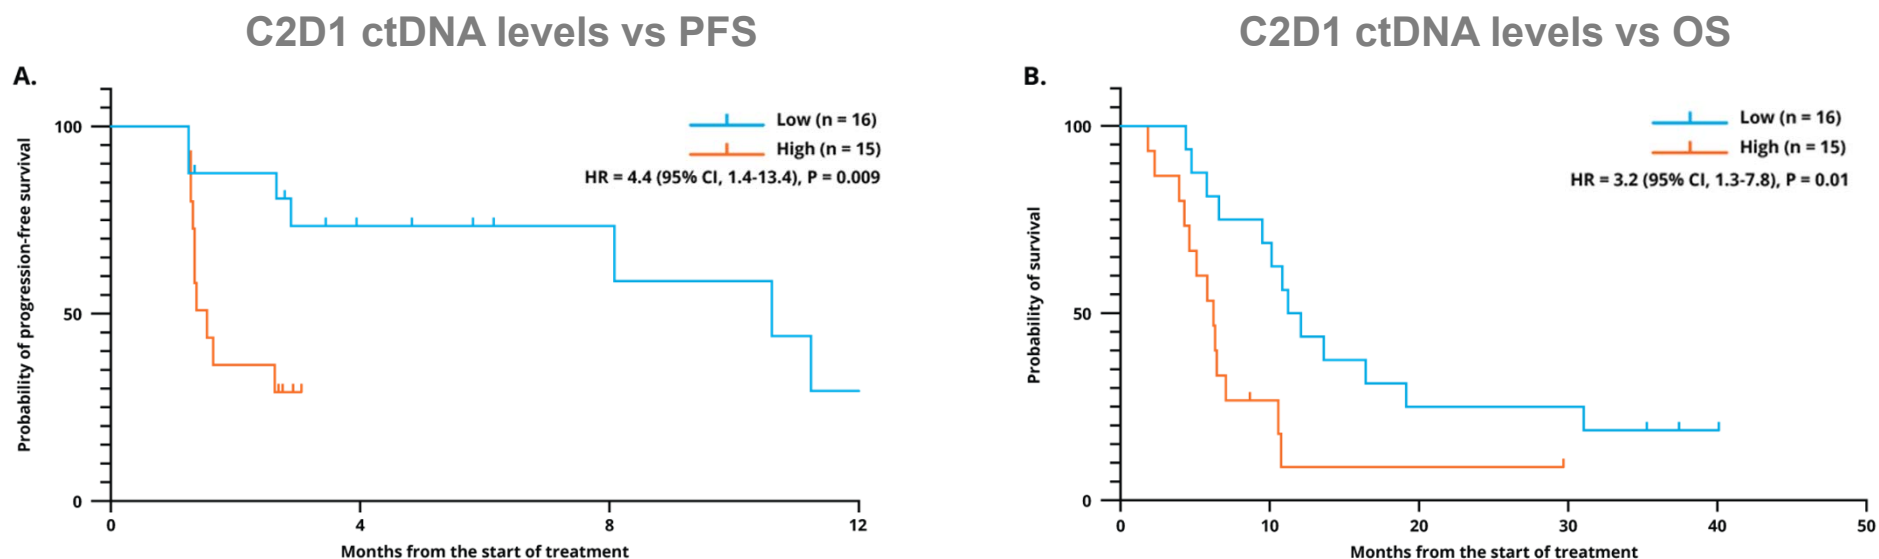 C2D1 ctDNA levels vs PFS
A.
Probability of progression-free survival
100
50
0
Low (n = 16)
High (n = 15)
HR = 4.4 (95% CI, 1.4-13.4), P = 0.009
0 4 8 12
Months from the start of treatment
C2D1 ctDNA levels vs OS
B.
Probability of survival
100
50
0
Low (n = 16)
High (n = 15)
HR = 3.2 (95% CI, 1.3-7.8), P = 0.01
0 10 20 30 40 50
Months from the start of treatment